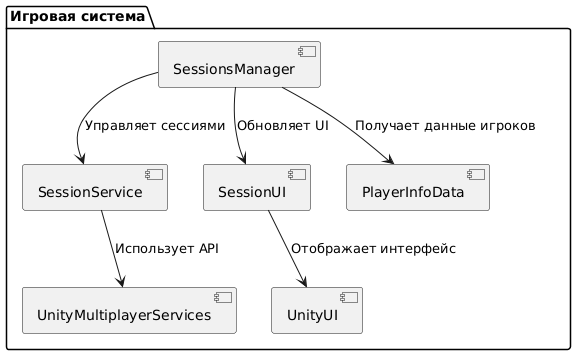 Игровая система
SessionsManager
Управляет сессиями
Обновляет UI
Получает данные игроков
SessionService
SessionUI
PlayerInfoData
Использует API
Отображает интерфейс
UnityMultiplayerServices
UnityUI